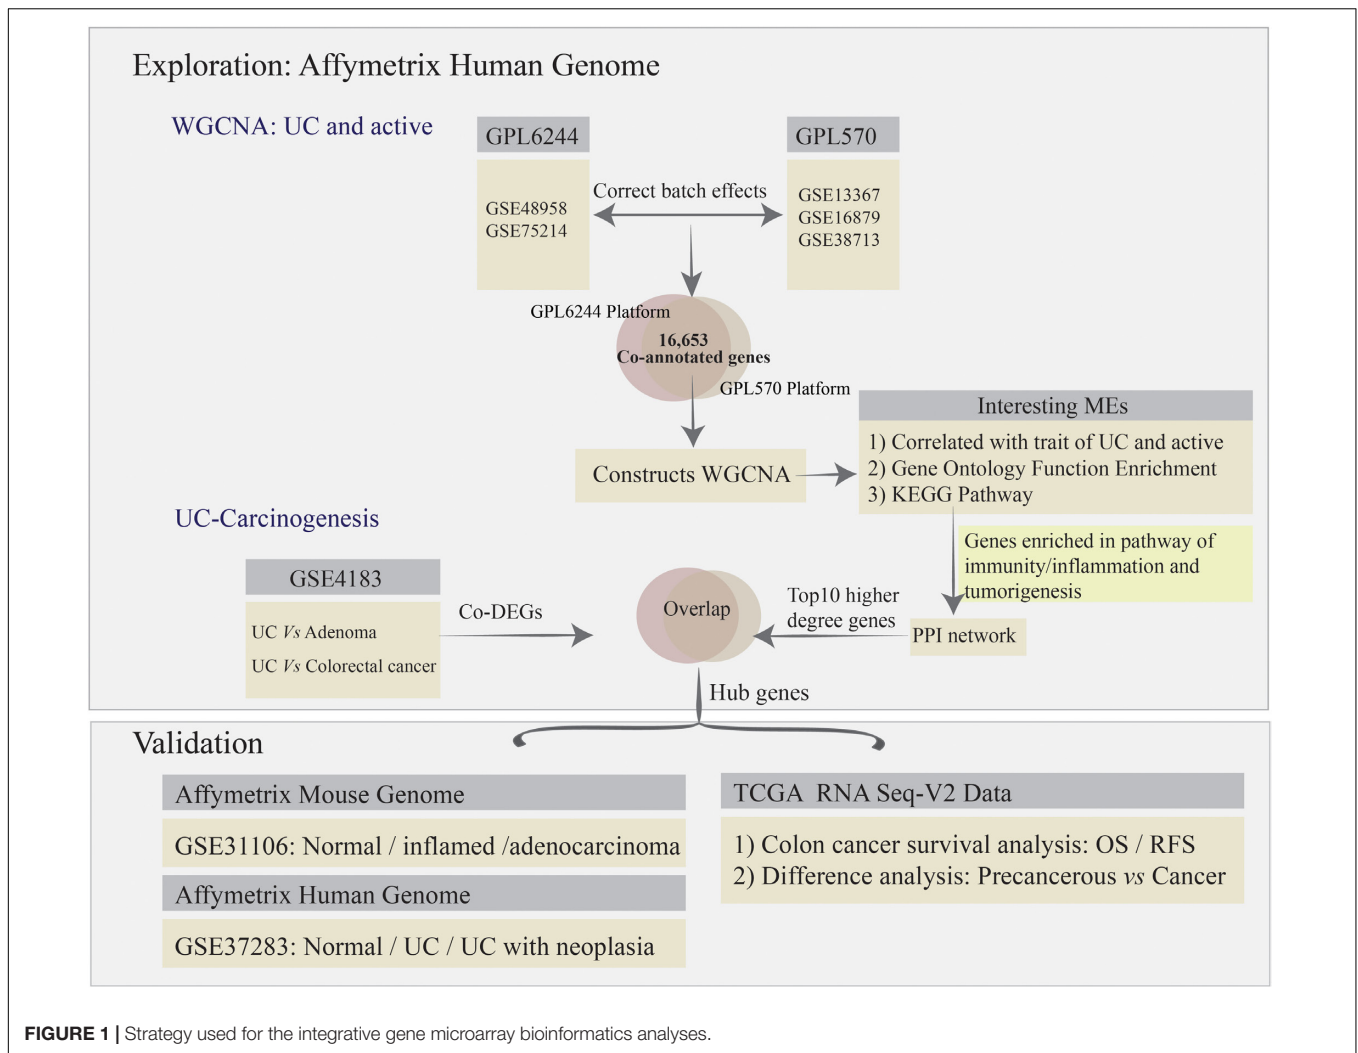 Exploration: Affymetrix Human Genome
WGCNA: UC and active
GPL6244
GPL570
GSE48958
GSE75214
Correct batch effects
GSE13367
GSE16879
GSE38713
GPL6244 Platform
16,653
Co-annotated genes
GPL570 Platform
Constructs WGCNA
Interesting MEs
1) Correlated with trait of UC and active
2) Gene Ontology Function Enrichment
3) KEGG Pathway
Genes enriched in pathway of
immunity/inflammation and
tumorigenesis
UC-Carcinogenesis
GSE4183
UC Vs Adenoma
UC Vs Colorectal cancer
Co-DEGs
Overlap
Top10 higher
degree genes
PPI network
Hub genes
Validation
Affymetrix Mouse Genome
GSE31106: Normal / inflamed /adenocarcinoma
Affymetrix Human Genome
GSE37283: Normal / UC / UC with neoplasia
TCGA RNA Seq-V2 Data
1) Colon cancer survival analysis: OS / RFS
2) Difference analysis: Precancerous vs Cancer
FIGURE 1 | Strategy used for the integrative gene microarray bioinformatics analyses.